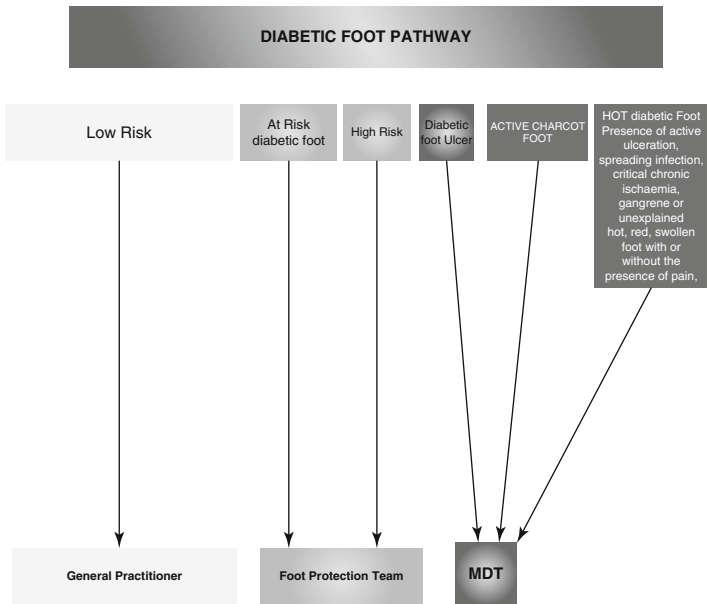 DIABETIC FOOT PATHWAY
Low Risk
At Risk
diabetic foot
High Risk
Diabetic
foot Ulcer
ACTIVE CHARCOT
FOOT
HOT diabetic Foot
Presence of active
ulceration,
spreading infection,
critical chronic
ischaemia,
gangrene or
unexplained
hot, red, swollen
foot with or
without the
presence of pain,
General Practitioner
Foot Protection Team
MDT